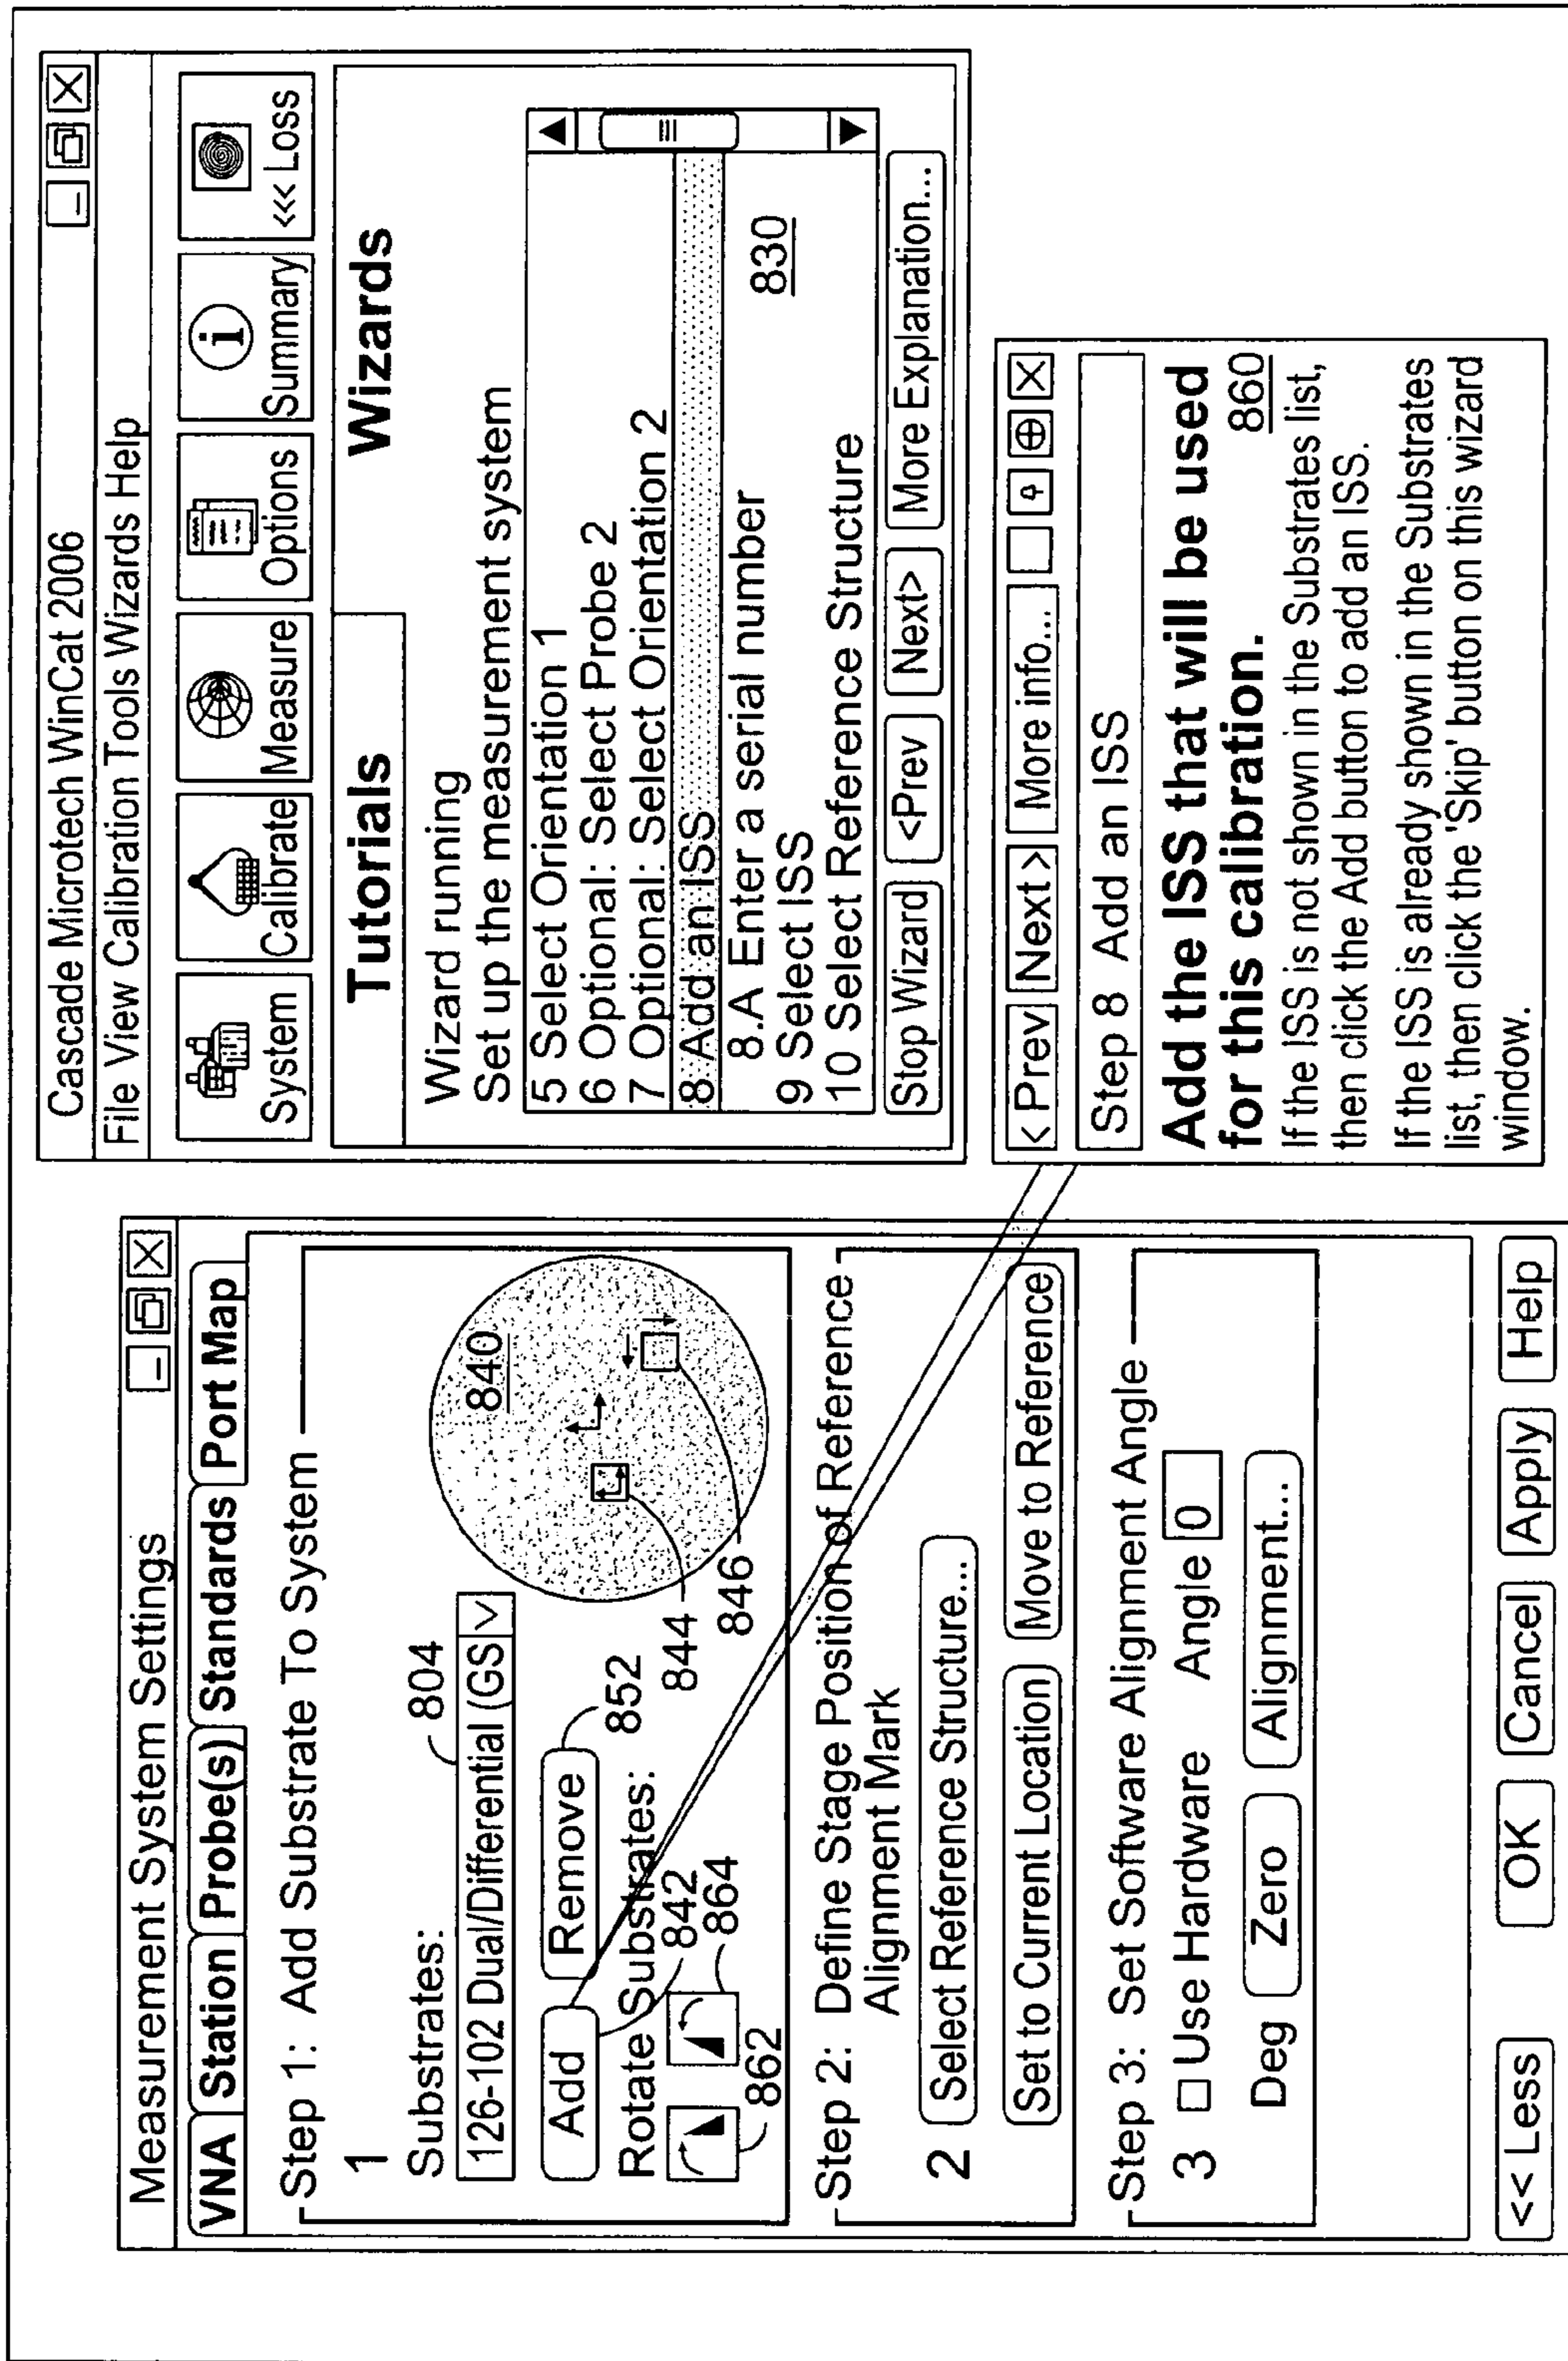 Measurement System Settings
VNA Station Probe(s) Standards Port Map
Step 1: Add Substrate To System
1
Substrates:
804
126-102 Dual/Differential (GS
Add Remove
852
Rotate Substrates:
842
864
862
840
844
846
Step 2: Define Stage Position of Reference
Alignment Mark
2 Select Reference Structure...
Set to Current Location Move to Reference
Step 3: Set Software Alignment Angle
3 Use Hardware Angle 0
Deg Zero Alignment...
<< Less OK Cancel Apply Help
Cascade Microtech WinCat 2006
File View Calibration Tools Wizards Help
System Calibrate Measure Options Summary <<< Loss
i
Tutorials Wizards
Wizard running
Set up the measurement system
5 Select Orientation 1
6 Optional: Select Probe 2
7 Optional: Select Orientation 2
8 Add an ISS
8.A Enter a serial number
830
9 Select ISS
10 Select Reference Structure
Stop Wizard <Prev Next> More Explanation...
< Prev Next > More info...
Step 8 Add an ISS
Add the ISS that will be used
for this calibration.
860
If the ISS is not shown in the Substrates list,
then click the Add button to add an ISS.
If the ISS is already shown in the Substrates
list, then click the 'Skip' button on this wizard
window.